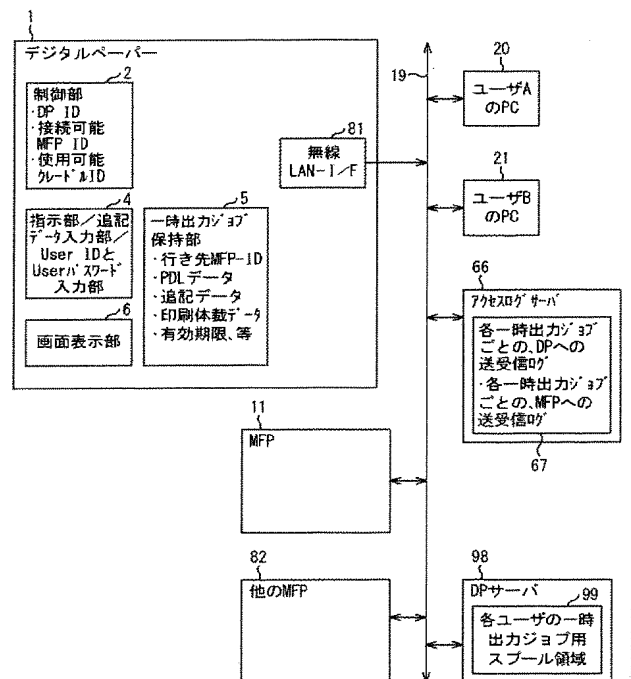 1
デジタルペーパー
2
制御部
・DP ID
・接続可能
MFP ID
・使用可能
クレードルID
81
無線
LAN-I/F
4
指示部/追記
データ入力部/
User IDと
Userパスワード
入力部
5
一時出力ジョブ
保持部
・行き先MFP-ID
・PDLデータ
・追記データ
・印刷体裁データ
・有効期限、等
6
画面表示部
19
20
ユーザA
のPC
21
ユーザB
のPC
66
アクセスログサーバ
各一時出力ジョブ
ごとの、DPへの
送受信ログ
・各一時出力ジョブ
ごとの、MFPへの
送受信ログ
67
11
MFP
82
他のMFP
98
DPサーバ
99
各ユーザの一時
出力ジョブ用
スプール領域